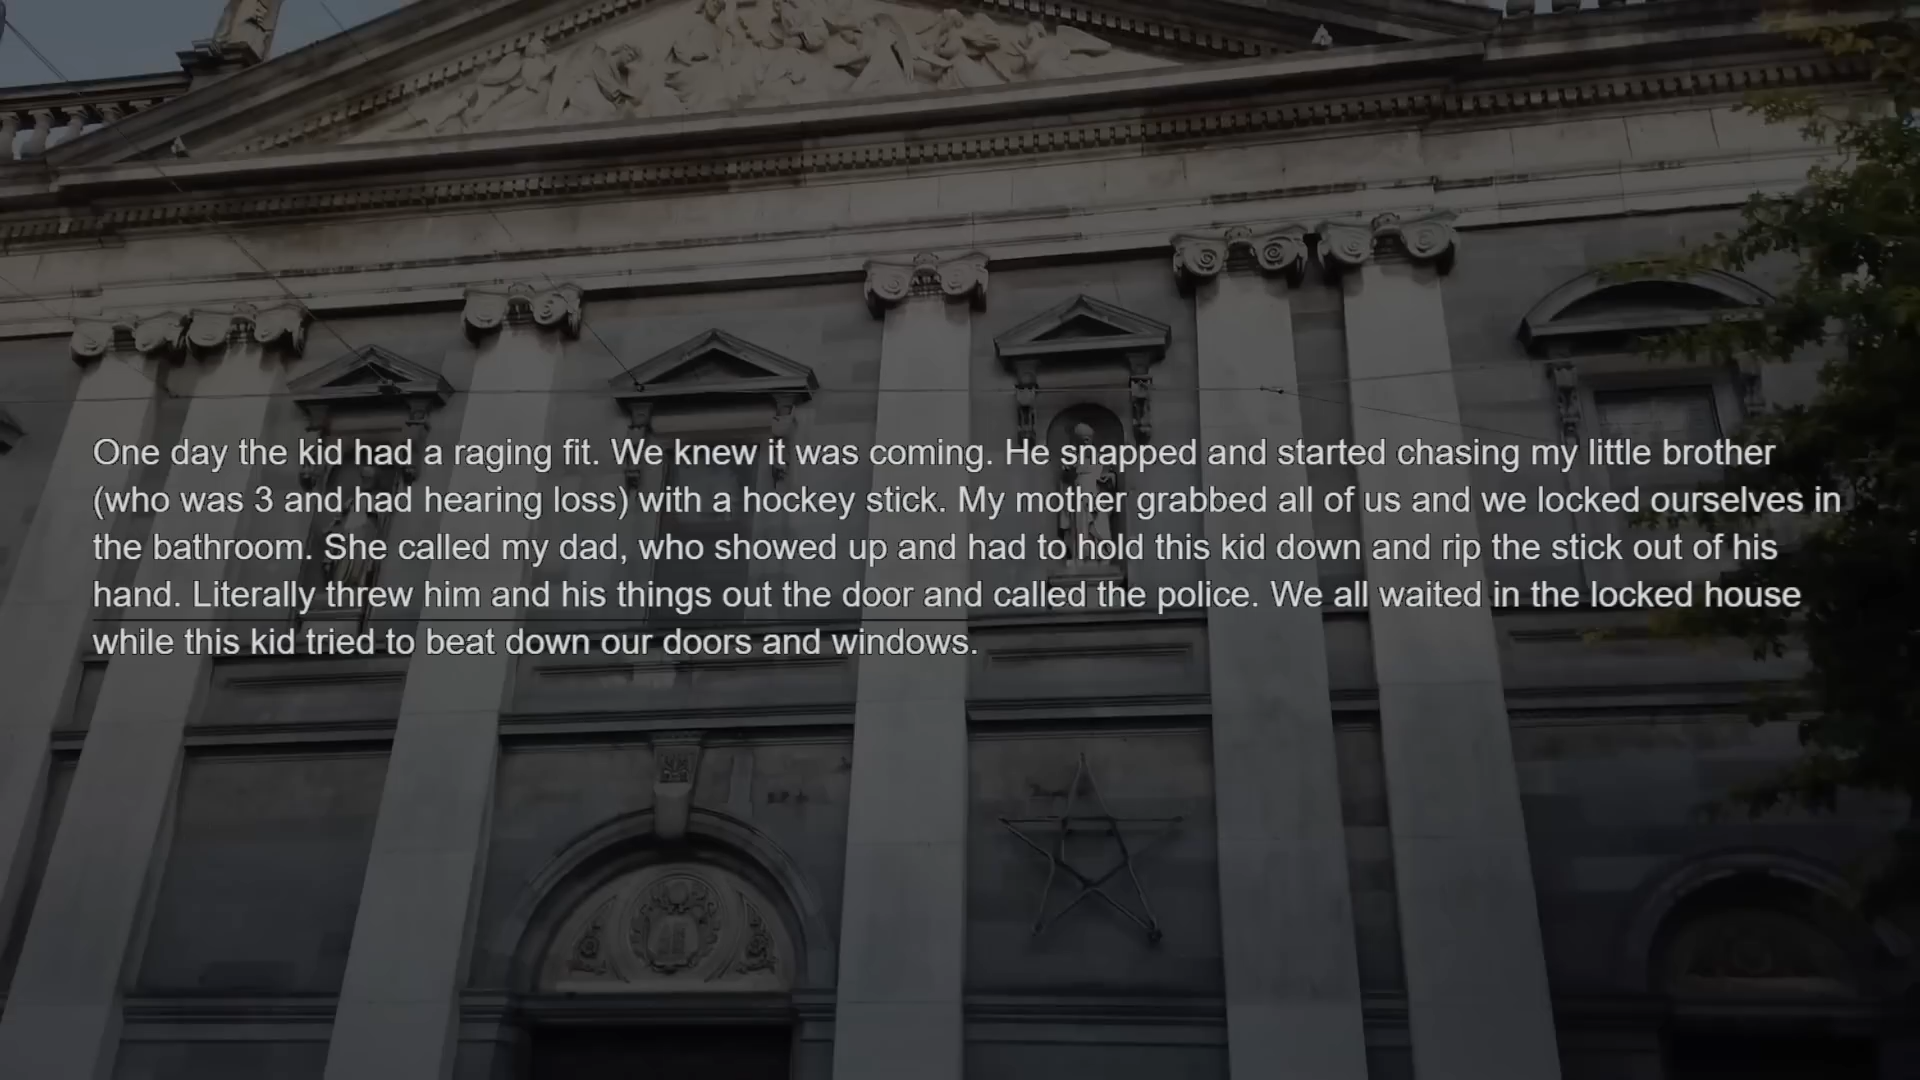 One day the kid had a raging fit. We knew it was coming. He snapped and started chasing my little brother
(who was 3 and had hearing loss) with a hockey stick. My mother grabbed all of us and we locked ourselves in
the bathroom. She called my dad, who showed up and had to hold this kid down and rip the stick out of his
hand. Literally threw him and his things out the door and called the police. We all waited in the locked house
while this kid tried to beat down our doors and windows.